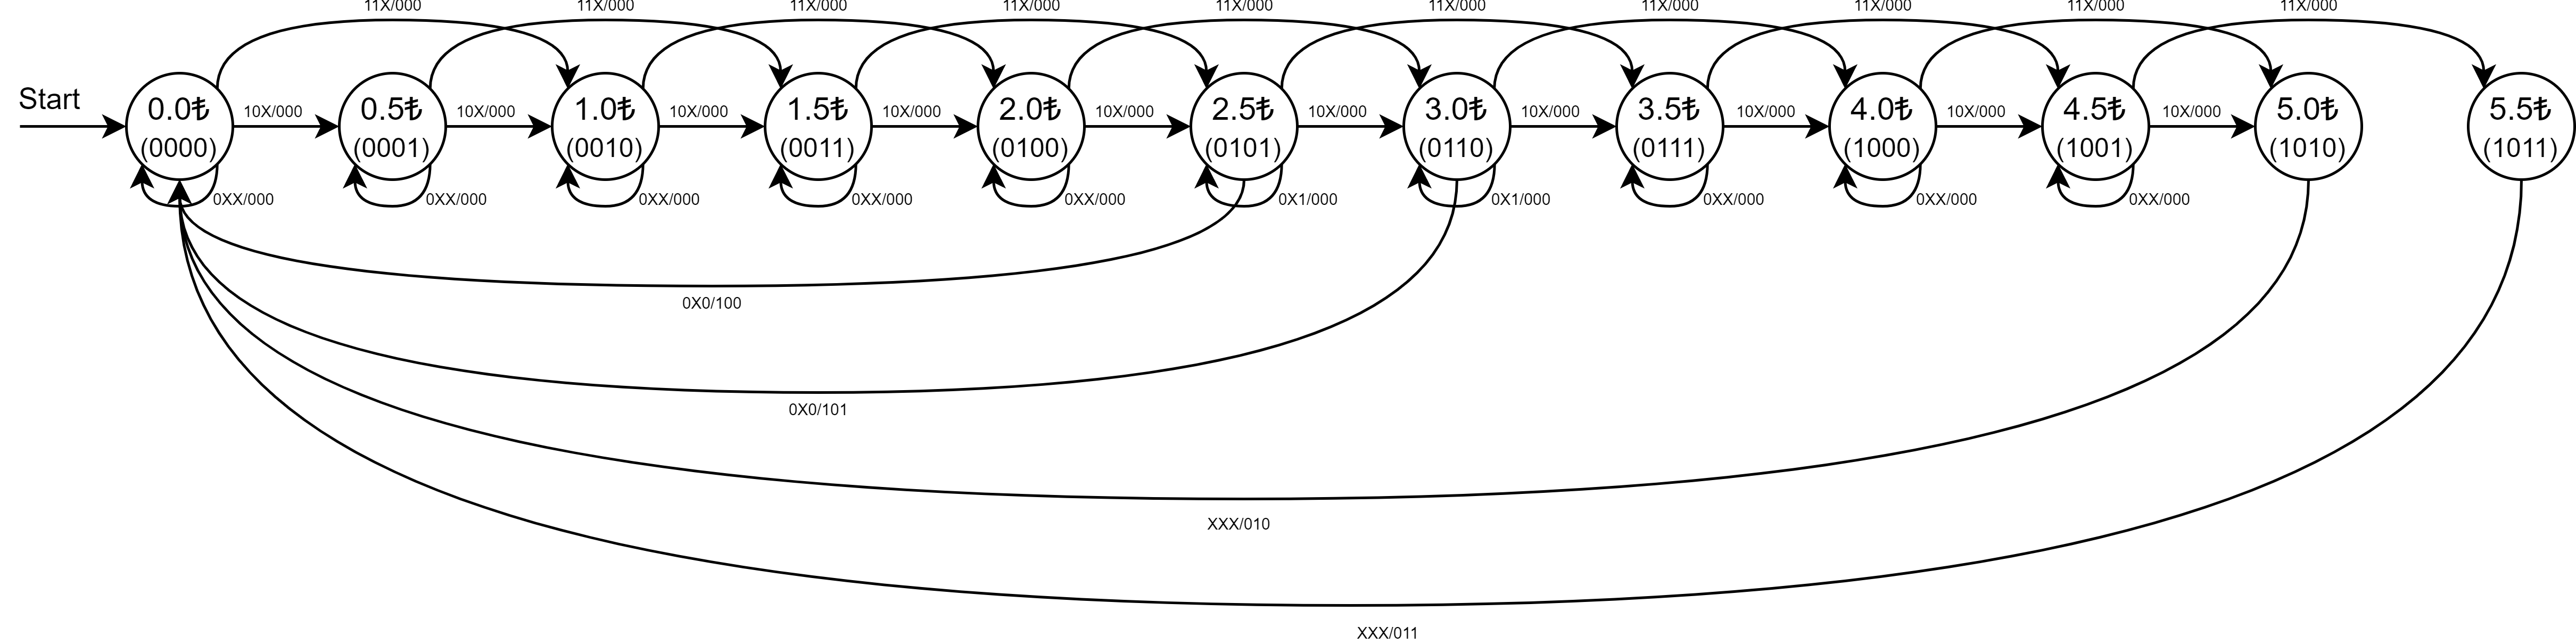 11X/000 11X/000 11X/000 11X/000 11X/000 11X/000 11X/000 11X/000 11X/000 11X/000
Start
0.0₺ 10X/000 0.5₺ 10X/000 1.0₺ 10X/000 1.5₺ 10X/000 2.0₺ 10X/000 2.5₺ 10X/000 3.0₺ 10X/000 3.5₺ 10X/000 4.0₺ 10X/000 4.5₺ 10X/000 5.0₺ 5.5₺
(0000) (0001) (0010) (0011) (0100) (0101) (0110) (0111) (1000) (1001) (1010) (1011)
0XX/000 0XX/000 0XX/000 0XX/000 0XX/000 0X1/000 0X1/000 0XX/000 0XX/000 0XX/000
0X0/100
0X0/101
XXX/010
XXX/011